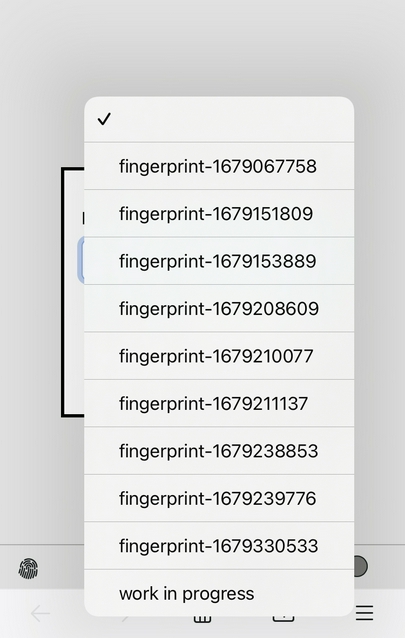 fingerprint-1679067758
fingerprint-1679151809
fingerprint-1679153889
fingerprint-1679208609
fingerprint-1679210077
fingerprint-1679211137
fingerprint-1679238853
fingerprint-1679239776
fingerprint-1679330533
work in progress